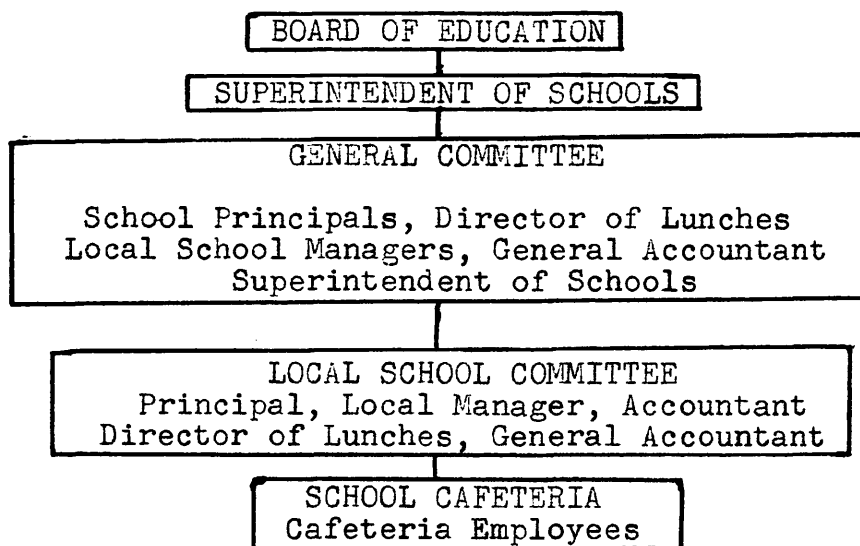 BOARD OF EDUCATION
SUPERINTENDENT OF SCHOOLS
GENERAL COMMITTEE
School Principals, Director of Lunches
Local School Managers, General Accountant
Superintendent of Schools
LOCAL SCHOOL COMMITTEE
Principal, Local Manager, Accountant
Director of Lunches, General Accountant
SCHOOL CAFETERIA
Cafeteria Employees